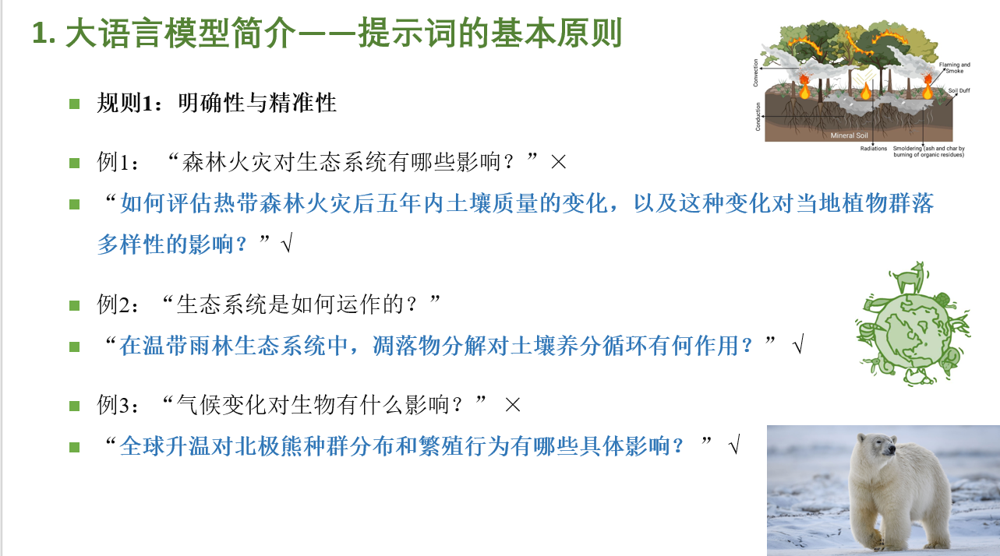 1. 大语言模型简介——提示词的基本原则
规则1：明确性与精准性
例1：“森林火灾对生态系统有哪些影响？”×
“如何评估热带森林火灾后五年内土壤质量的变化，以及这种变化对当地植物群落
多样性的影响？”√
例2：“生态系统是如何运作的？”
“在温带雨林生态系统中，凋落物分解对土壤养分循环有何作用？” √
例3：“气候变化对生物有什么影响？” ×
“全球升温对北极熊种群分布和繁殖行为有哪些具体影响？ ” √
Convection
Conduction
Flaming and
Smoke
Soil Duff
Mineral Soil
Radiations
Smoldering (ash and char by
burning of organic residues)